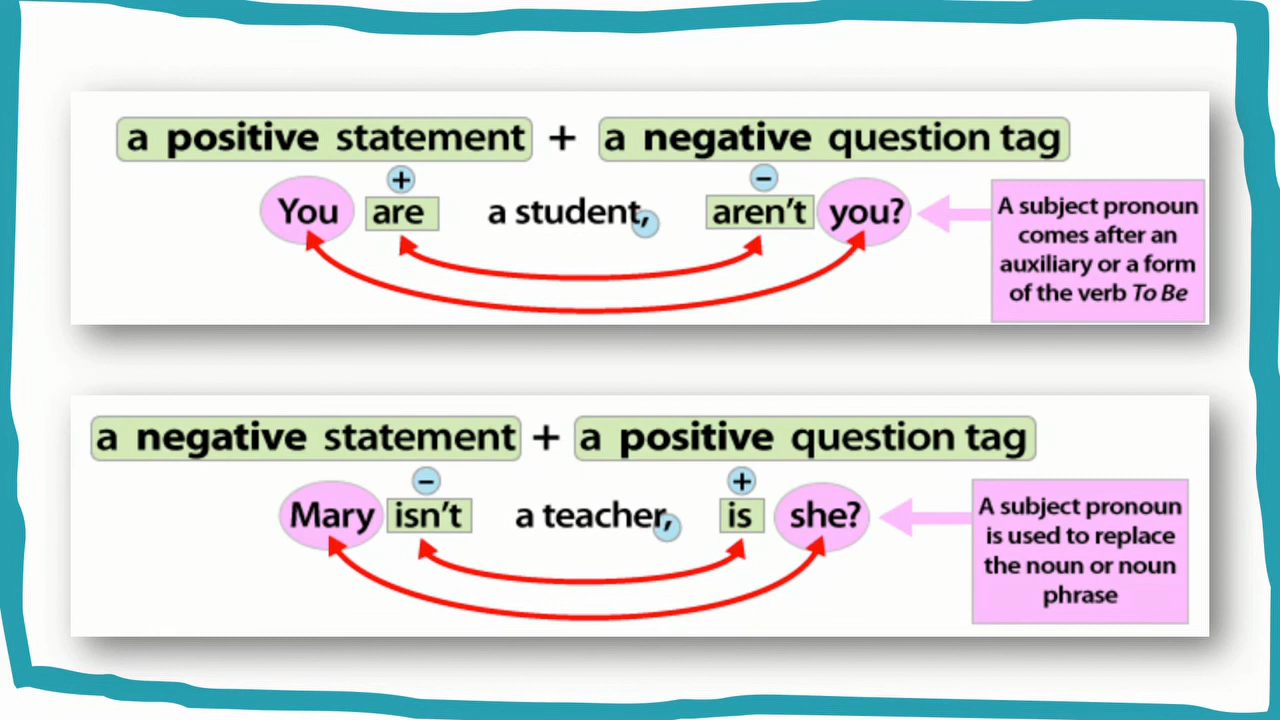 a positive statement + a negative question tag
+ −
You are a student, aren't you?
A subject pronoun
comes after an
auxiliary or a form
of the verb To Be
a negative statement + a positive question tag
− +
Mary isn't a teacher, is she?
A subject pronoun
is used to replace
the noun or noun
phrase